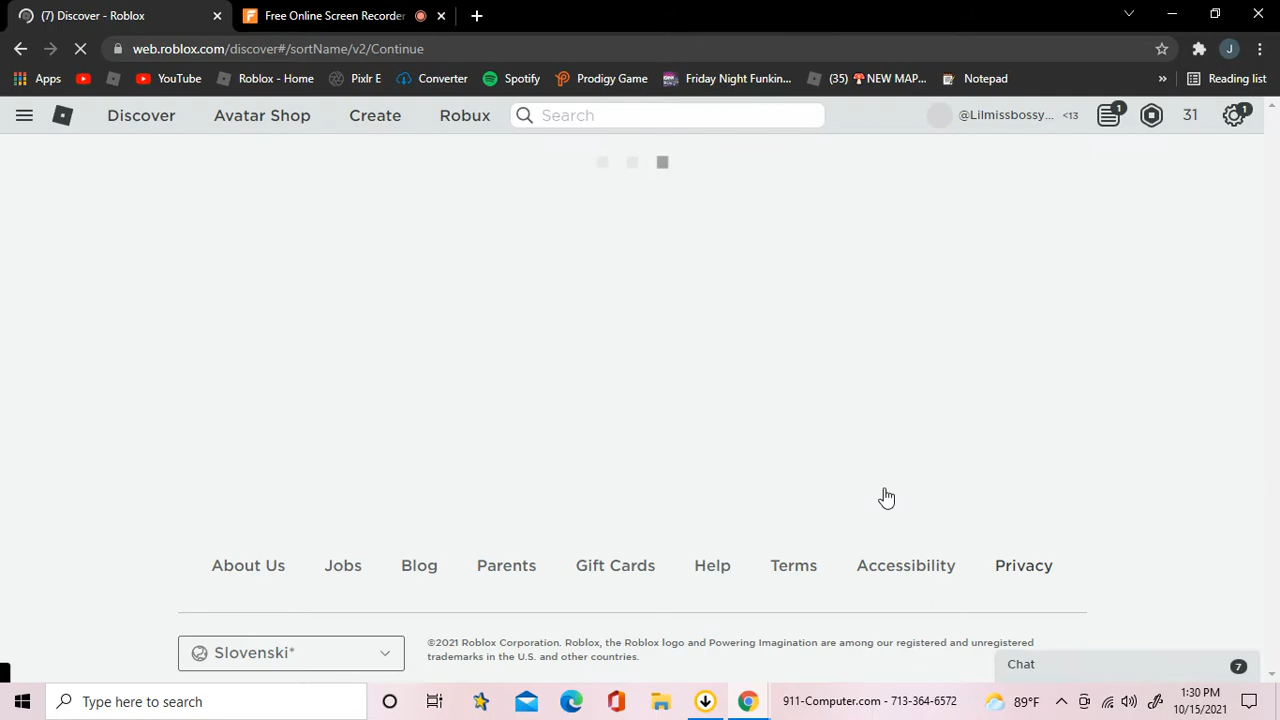 (7) Discover - Roblox
Free Online Screen Recorder
web.roblox.com/discover#/sortName/v2/Continue
J
Apps
YouTube
Roblox - Home
Pixlr E
Converter
Spotify
Prodigy Game
Friday Night Funkin...
(35) 🍄NEW MAP...
Notepad
»
Reading list
Discover
Avatar Shop
Create
Robux
Search
@Lilmissbossy...
<13
1
31
1
About Us
Jobs
Blog
Parents
Gift Cards
Help
Terms
Accessibility
Privacy
Slovenski*
©2021 Roblox Corporation. Roblox, the Roblox logo and Powering Imagination are among our registered and unregistered
trademarks in the U.S. and other countries.
Chat
7
Type here to search
911-Computer.com - 713-364-6572
89°F
1:30 PM
10/15/2021